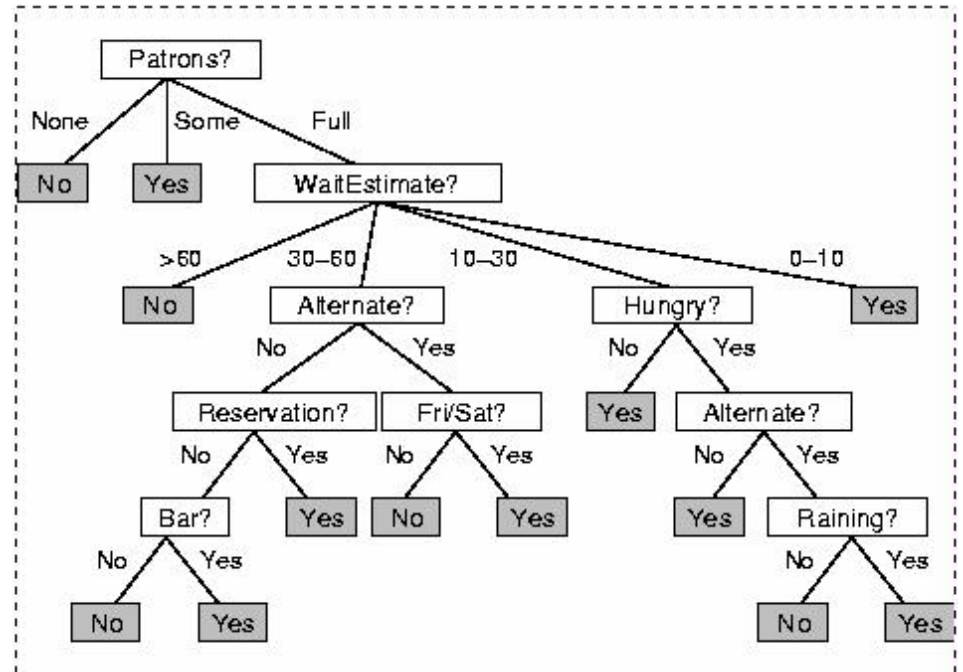 Patrons?
None Some Full
No Yes WaitEstimate?
>60 30–60 10–30 0–10
No Alternate? Hungry? Yes
No Yes No Yes
Reservation? Fri/Sat? Yes Alternate?
No Yes No Yes No Yes
Bar? Yes No Yes Yes Raining?
No Yes No Yes
No Yes No Yes